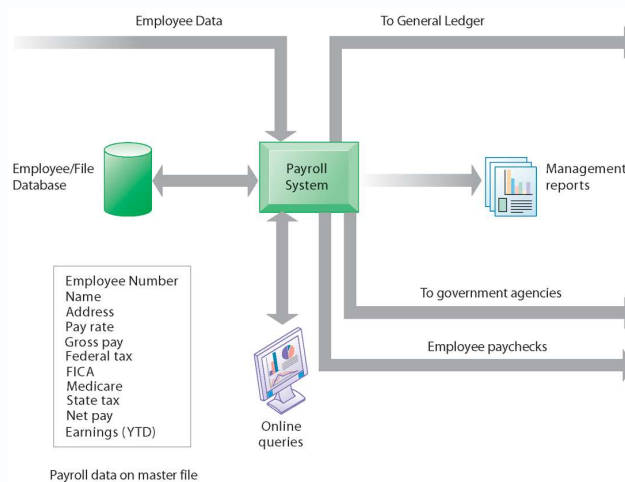 Employee Data
To General Ledger
Employee/File
Database
Payroll
System
Management
reports
Employee Number
Name
Address
Pay rate
Gross pay
Federal tax
FICA
Medicare
State tax
Net pay
Earnings (YTD)
To government agencies
Employee paychecks
Online
queries
Payroll data on master file